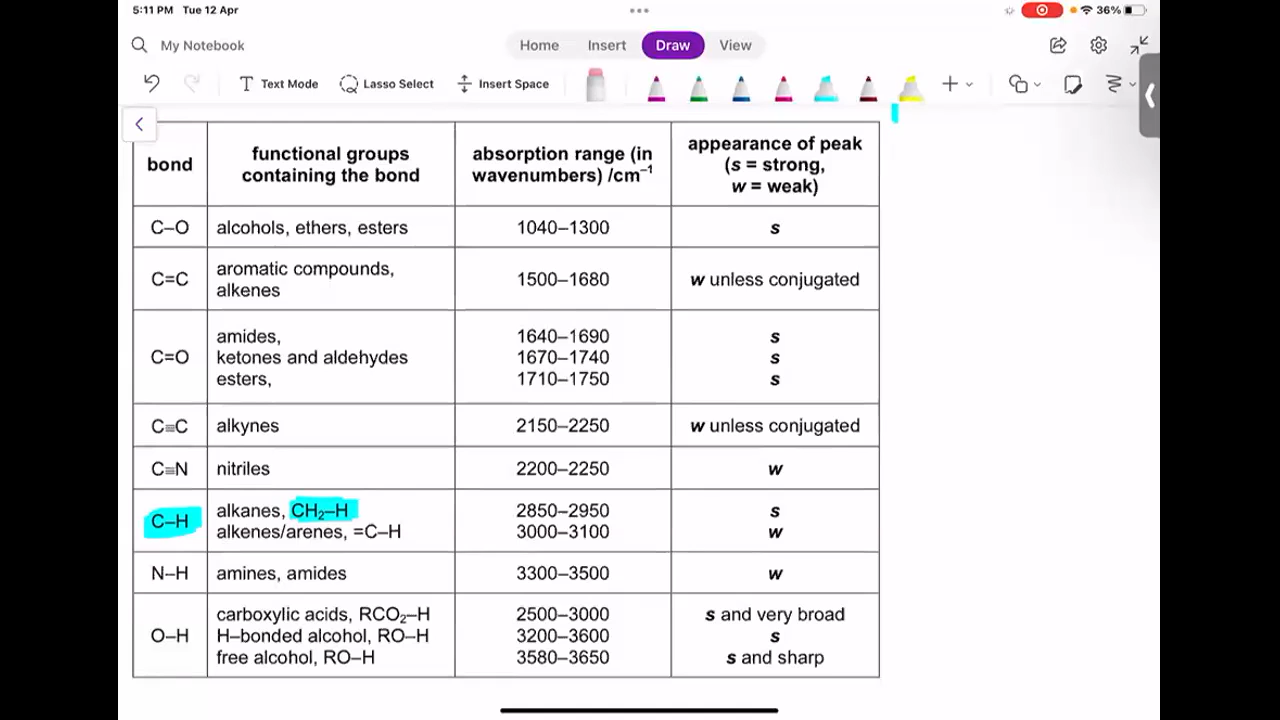 5:11 PM Tue 12 Apr
36%
My Notebook
Home Insert Draw View
Text Mode Lasso Select Insert Space
bond
functional groups
containing the bond
absorption range (in
wavenumbers) /cm⁻¹
appearance of peak
(s = strong,
w = weak)
C–O
alcohols, ethers, esters
1040–1300
s
C=C
aromatic compounds,
alkenes
1500–1680
w unless conjugated
C=O
amides,
ketones and aldehydes
esters,
1640–1690
1670–1740
1710–1750
s
s
s
C≡C
alkynes
2150–2250
w unless conjugated
C≡N
nitriles
2200–2250
w
C–H
alkanes, CH₂–H
alkenes/arenes, =C–H
2850–2950
3000–3100
s
w
N–H
amines, amides
3300–3500
w
O–H
carboxylic acids, RCO₂–H
H–bonded alcohol, RO–H
free alcohol, RO–H
2500–3000
3200–3600
3580–3650
s and very broad
s
s and sharp